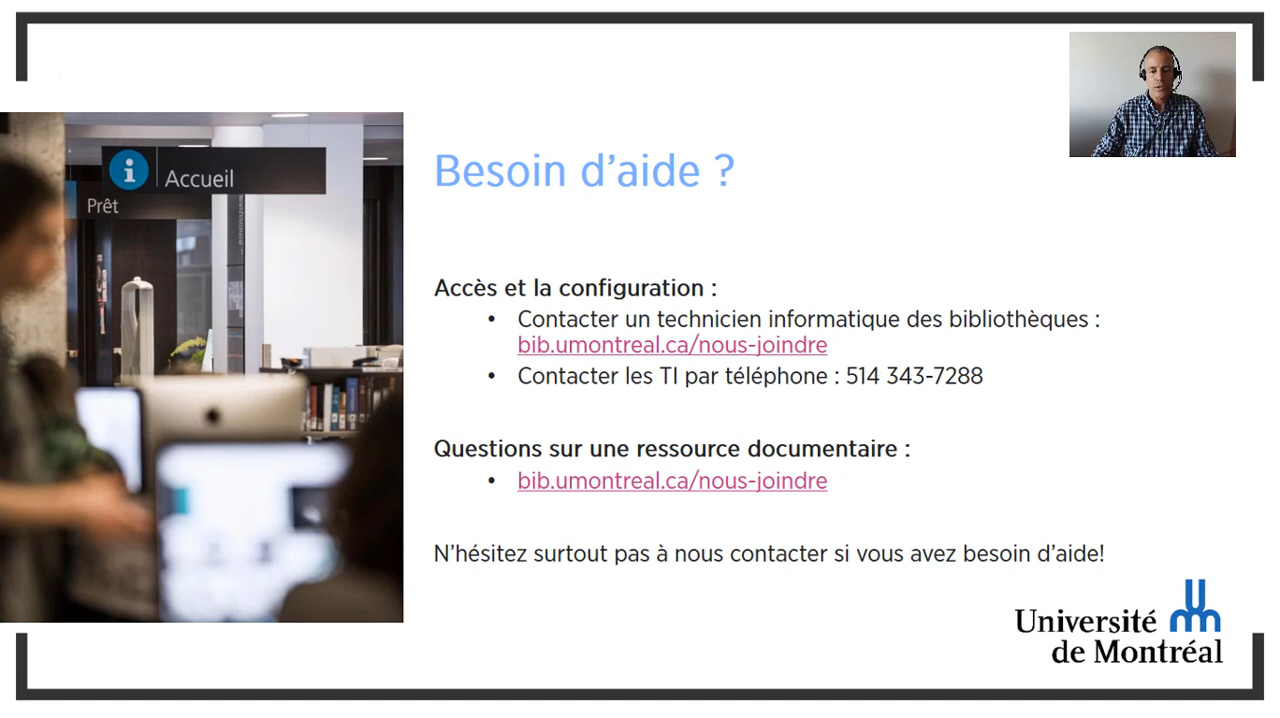 Accueil
Prêt
Besoin d'aide ?
Accès et la configuration :
• Contacter un technicien informatique des bibliothèques :
bib.umontreal.ca/nous-joindre
• Contacter les TI par téléphone : 514 343-7288
Questions sur une ressource documentaire :
• bib.umontreal.ca/nous-joindre
N'hésitez surtout pas à nous contacter si vous avez besoin d'aide!
Université
de Montréal